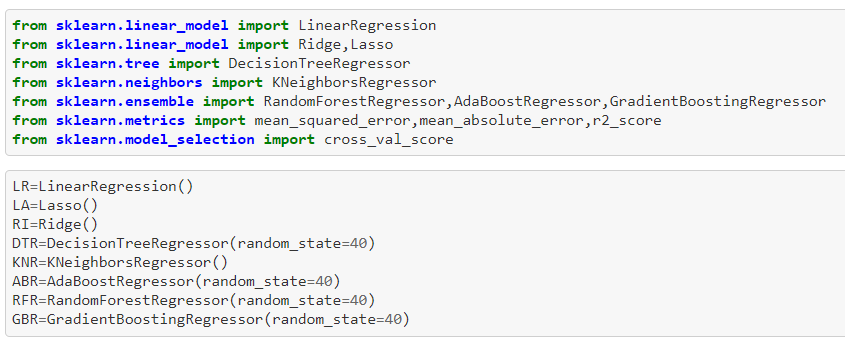 from sklearn.linear_model import LinearRegression
from sklearn.linear_model import Ridge,Lasso
from sklearn.tree import DecisionTreeRegressor
from sklearn.neighbors import KNeighborsRegressor
from sklearn.ensemble import RandomForestRegressor,AdaBoostRegressor,GradientBoostingRegressor
from sklearn.metrics import mean_squared_error,mean_absolute_error,r2_score
from sklearn.model_selection import cross_val_score
LR=LinearRegression()
LA=Lasso()
RI=Ridge()
DTR=DecisionTreeRegressor(random_state=40)
KNR=KNeighborsRegressor()
ABR=AdaBoostRegressor(random_state=40)
RFR=RandomForestRegressor(random_state=40)
GBR=GradientBoostingRegressor(random_state=40)